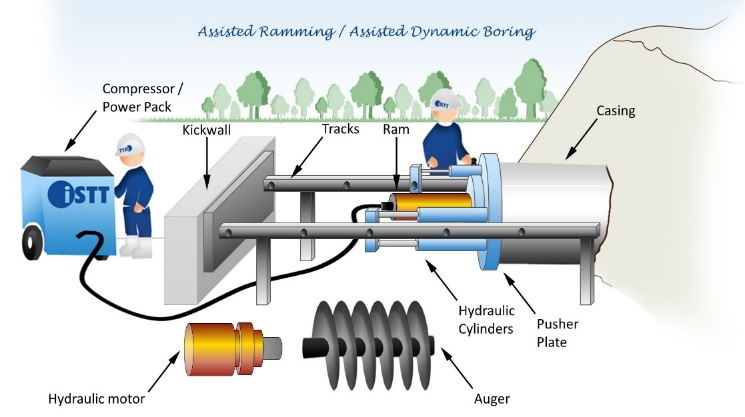 Assisted Ramming / Assisted Dynamic Boring
Compressor /
Power Pack
Kickwall
Tracks
Ram
Casing
iSTT
iSTT
Hydraulic
Cylinders
Pusher
Plate
Hydraulic motor
Auger